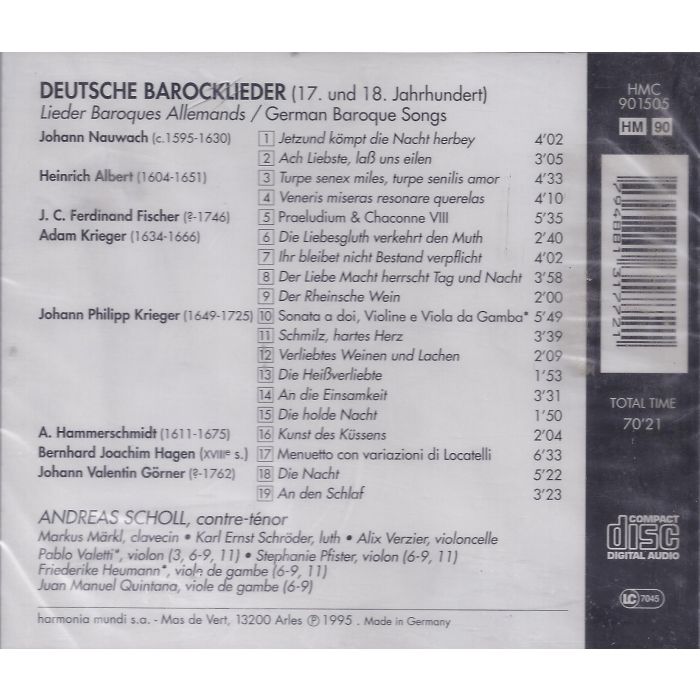 DEUTSCHE BAROCKLIEDER (17. und 18. Jahrhundert)
Lieder Baroques Allemands / German Baroque Songs
Johann Nauwach (c.1595-1630) 1 Jetzund kömpt die Nacht herbey 4'02
2 Ach Liebste, laß uns eilen 3'05
Heinrich Albert (1604-1651) 3 Turpe senex miles, turpe senilis amor 4'33
4 Veneris miseras resonare querelas 4'10
J. C. Ferdinand Fischer (?-1746) 5 Praeludium & Chaconne VIII 5'35
Adam Krieger (1634-1666) 6 Die Liebesgluth verkehrt den Muth 2'40
7 Ihr bleibet nicht Bestand verpflicht 4'02
8 Der Liebe Macht herrscht Tag und Nacht 3'58
9 Der Rheinsche Wein 2'00
Johann Philipp Krieger (1649-1725) 10 Sonata a doi, Violine e Viola da Gamba* 5'49
11 Schmilz, hartes Herz 3'39
12 Verliebtes Weinen und Lachen 2'09
13 Die Heißverliebte 1'53
14 An die Einsamkeit 3'31
15 Die holde Nacht 1'50
A. Hammerschmidt (1611-1675) 16 Kunst des Küssens 2'04
Bernhard Joachim Hagen (XVIIIe s.) 17 Menuetto con variazioni di Locatelli 6'33
Johann Valentin Görner (?-1762) 18 Die Nacht 5'22
19 An den Schlaf 3'23
ANDREAS SCHOLL, contre-ténor
Markus Märkl, clavecin • Karl Ernst Schröder, luth • Alix Verzier, violoncelle
Pablo Valetti*, violon (3, 6-9, 11) • Stephanie Pfister, violon (6-9, 11)
Friederike Heumann*, viole de gambe (6-9, 11)
Juan Manuel Quintana, viole de gambe (6-9)
harmonia mundi s.a. - Mas de Vert, 13200 Arles Ⓟ 1995 . Made in Germany
HMC
901505
HM 90
7 94881 31772 1
TOTAL TIME
70'21
COMPACT
disc
DIGITAL AUDIO
LC 7045